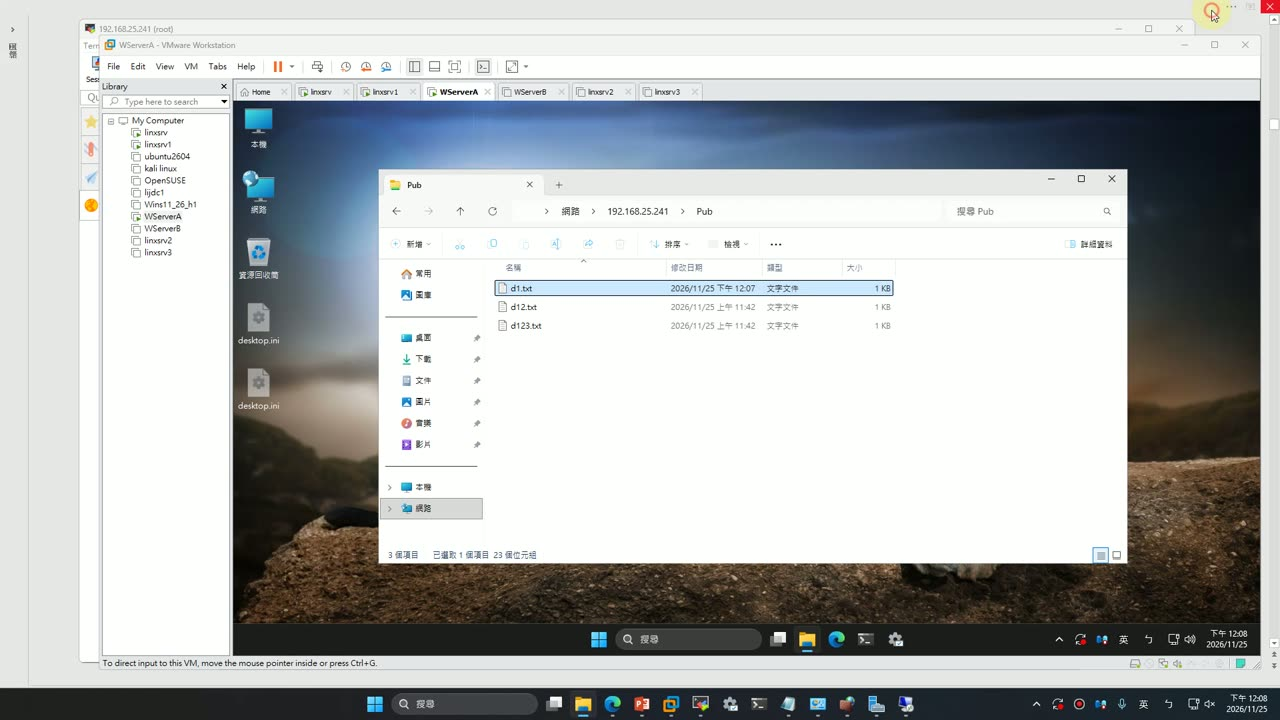 192.168.25.241 (root)
WServerA - VMware Workstation
File Edit View VM Tabs Help
Library
Type here to search
Home linxsrv linxsrv1 WServerA WServerB linxsrv2 linxsrv3
My Computer
linxsrv
linxsrv1
ubuntu2604
kali linux
OpenSUSE
lijdc1
Wins11_26_h1
WServerA
WServerB
linxsrv2
linxsrv3
本機
網路
資源回收筒
desktop.ini
desktop.ini
Pub
網路 192.168.25.241 Pub
搜尋 Pub
新增 排序 檢視 詳細資料
名稱 修改日期 類型 大小
d1.txt 2026/11/25 下午 12:07 文字文件 1 KB
d12.txt 2026/11/25 上午 11:42 文字文件 1 KB
d123.txt 2026/11/25 上午 11:42 文字文件 1 KB
常用
圖庫
桌面
下載
文件
圖片
音樂
影片
本機
網路
3 個項目 已選取 1 個項目 23 個位元組
搜尋
英
下午 12:08
2026/11/25
To direct input to this VM, move the mouse pointer inside or press Ctrl+G.
搜尋
英
下午 12:08
2026/11/25